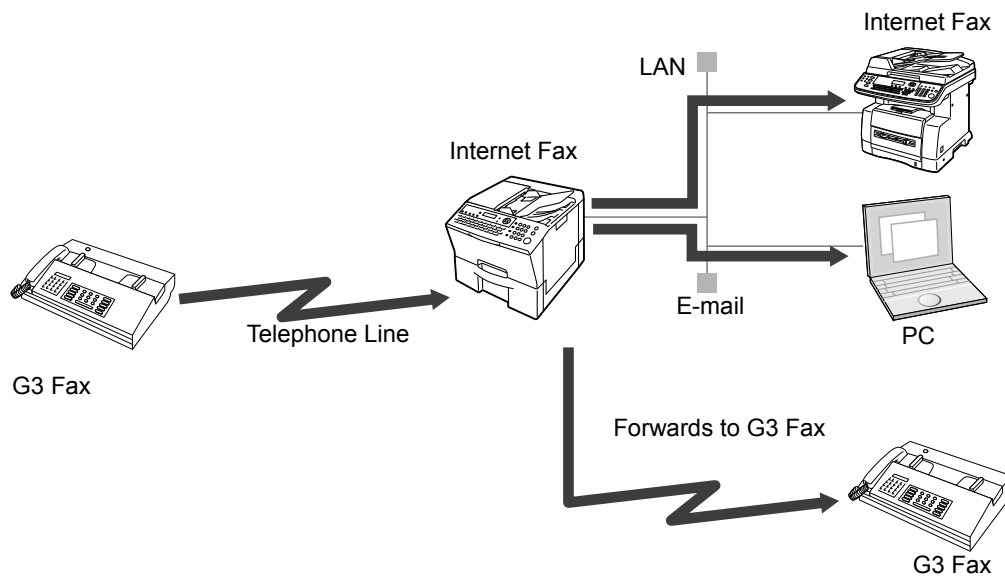 Internet Fax
LAN
Internet Fax
E-mail
PC
Telephone Line
G3 Fax
Forwards to G3 Fax
G3 Fax